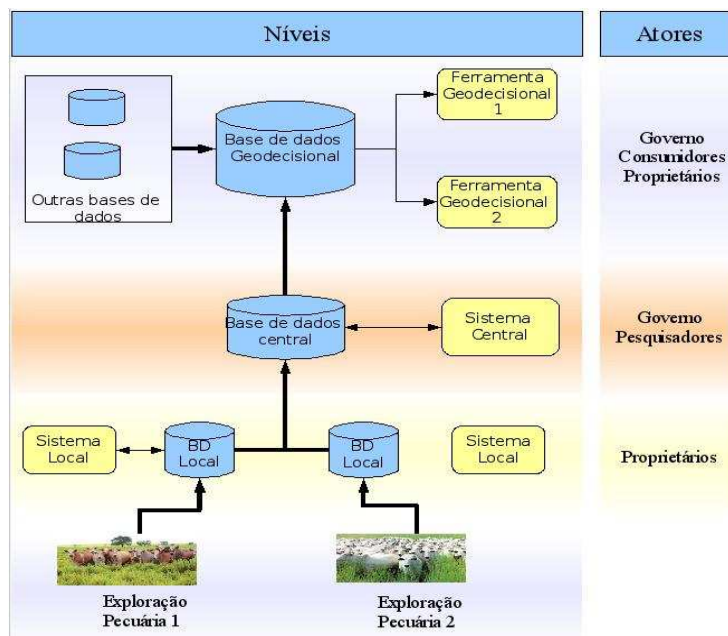 Níveis
Atores
Ferramenta
Geodecisional
1
Base de dados
Geodecisional
Outras bases de
dados
Ferramenta
Geodecisional
2
Governo
Consumidores
Proprietários
Base de dados
central
Sistema
Central
Governo
Pesquisadores
Sistema
Local
BD
Local
BD
Local
Sistema
Local
Proprietários
Exploração
Pecuária 1
Exploração
Pecuária 2